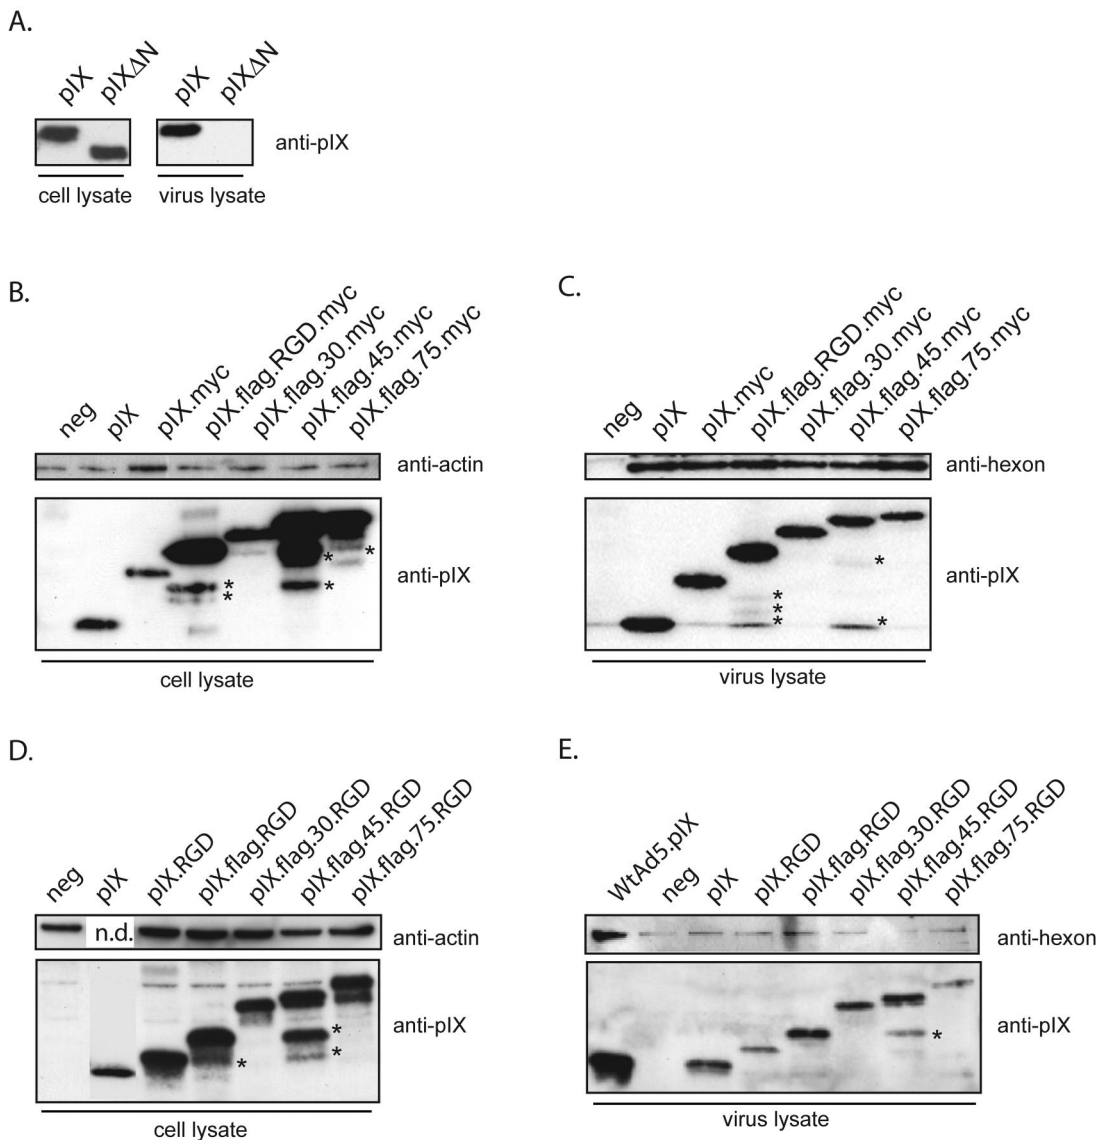 A.
pIX
pIXΔN
pIX
pIXΔN
anti-pIX
cell lysate
virus lysate
B.
neg
pIX
pIX.myc
pIX.flag.RGD.myc
pIX.flag.30.myc
pIX.flag.45.myc
pIX.flag.75.myc
anti-actin
anti-pIX
*
*
*
*
*
cell lysate
C.
neg
pIX
pIX.myc
pIX.flag.RGD.myc
pIX.flag.30.myc
pIX.flag.45.myc
pIX.flag.75.myc
anti-hexon
anti-pIX
*
*
*
*
*
virus lysate
D.
neg
pIX
pIX.RGD
pIX.flag.RGD
pIX.flag.30.RGD
pIX.flag.45.RGD
pIX.flag.75.RGD
n.d.
anti-actin
anti-pIX
*
*
*
cell lysate
E.
WtAd5.pIX
neg
pIX
pIX.RGD
pIX.flag.RGD
pIX.flag.30.RGD
pIX.flag.45.RGD
pIX.flag.75.RGD
anti-hexon
anti-pIX
*
virus lysate